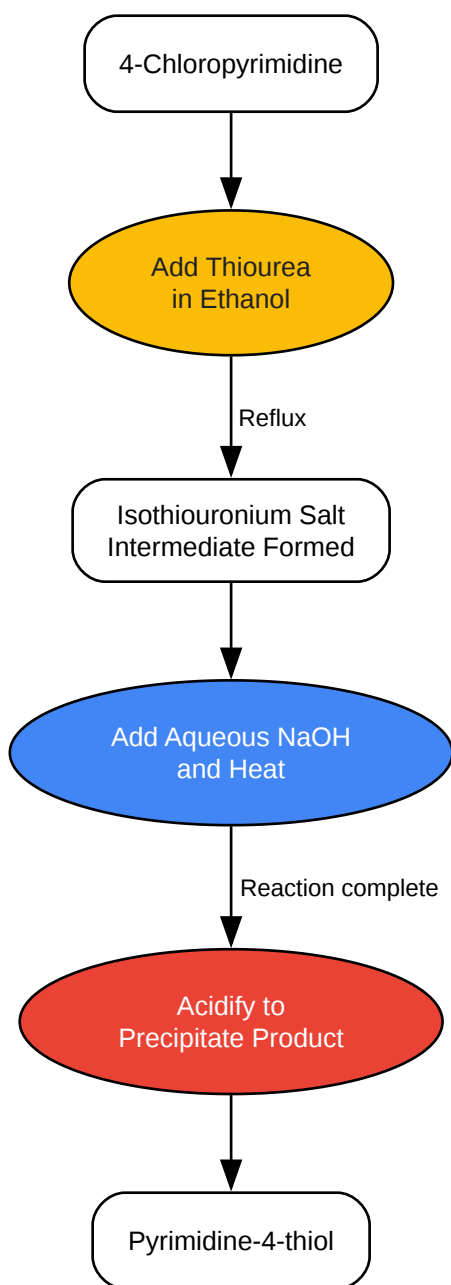 4-Chloropyrimidine
Add Thiourea
in Ethanol
Reflux
Isothiouronium Salt
Intermediate Formed
Add Aqueous NaOH
and Heat
Reaction complete
Acidify to
Precipitate Product
Pyrimidine-4-thiol